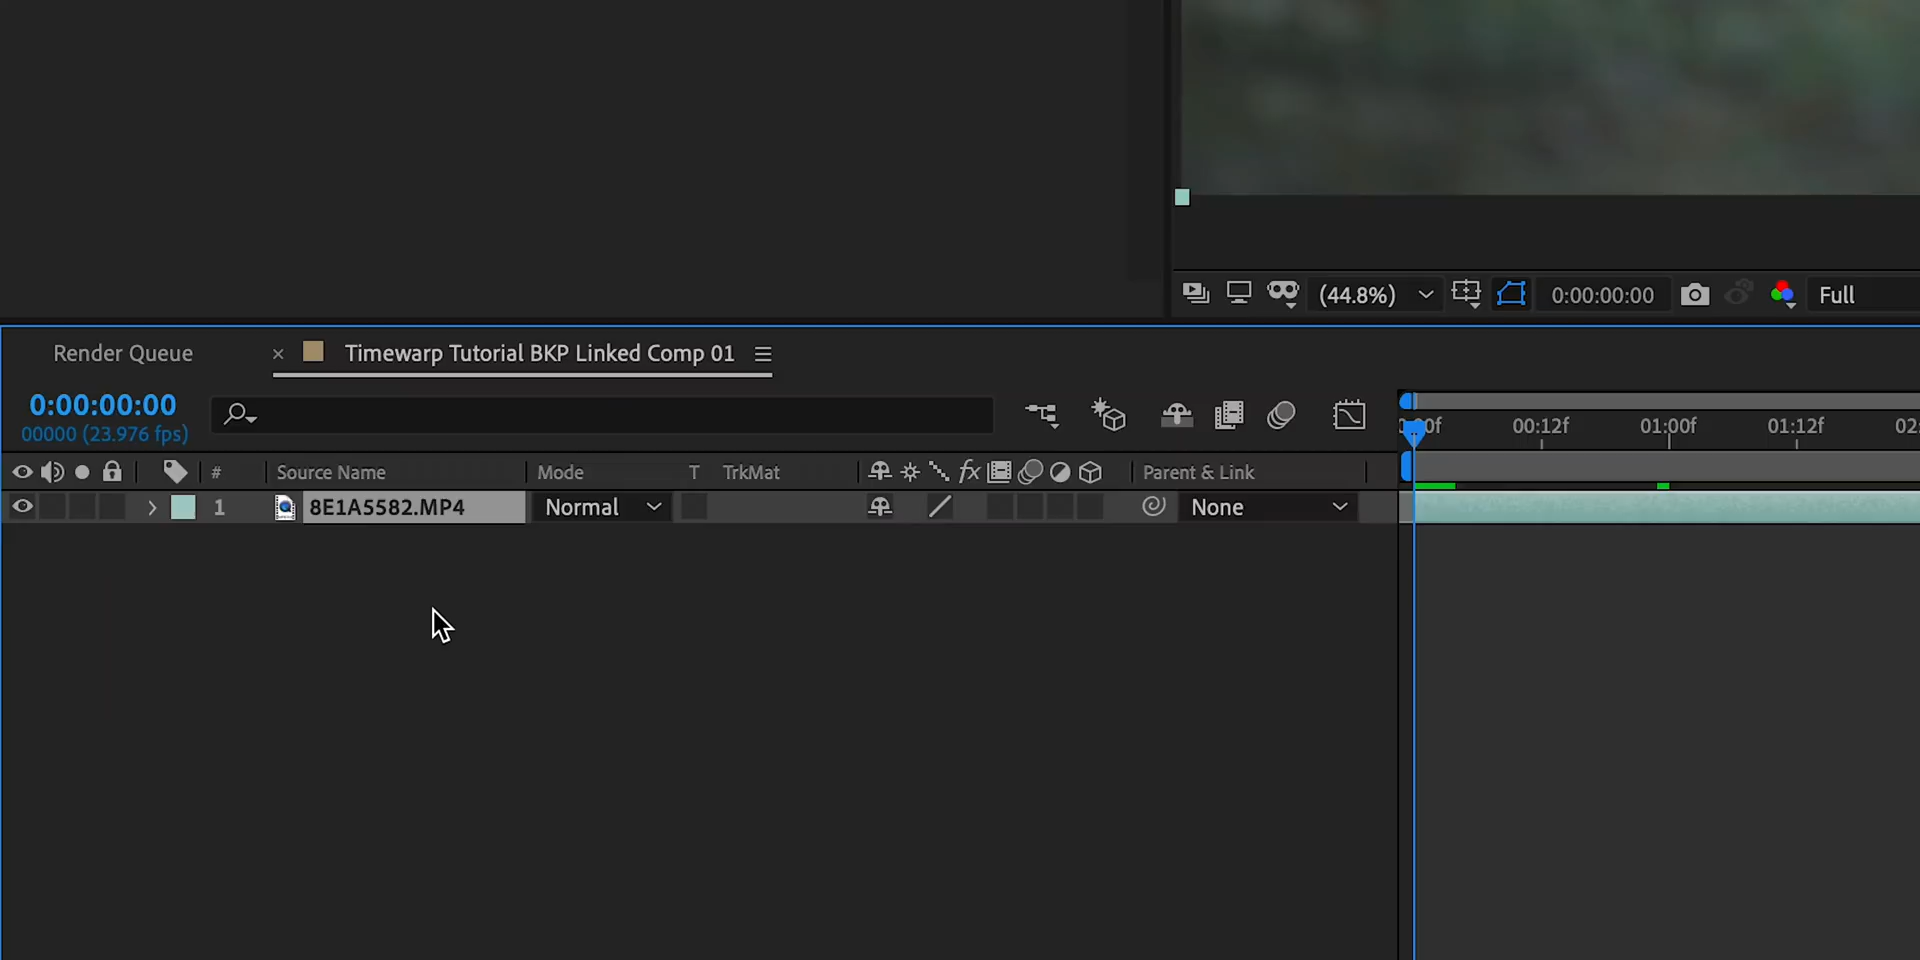 (44.8%)
0:00:00:00
Full
Render Queue
× Timewarp Tutorial BKP Linked Comp 01
0:00:00:00
00000 (23.976 fps)
00:12f 01:00f 01:12f
# Source Name Mode T TrkMat fx Parent & Link
1 8E1A5582.MP4 Normal None